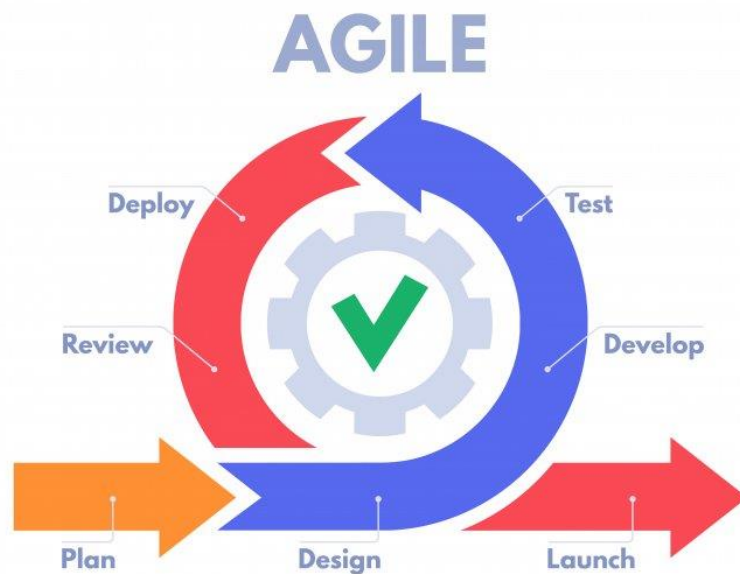 AGILE
Deploy
Test
Review
Develop
Plan
Design
Launch